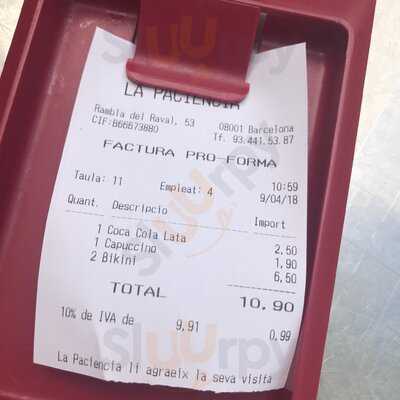 LA PACIENCIA
Rambla del Raval, 53 08001 Barcelona
CIF:B66673880 Tf. 93.441.53.87
FACTURA PRO-FORMA
Taula: 11 Empleat: 4 10:59
9/04/18
Quant. Descripcio Import
1 Coca Cola Lata 2.50
1 Capuccino 1.90
2 Bikini 6.50
TOTAL 10.90
10% de IVA de 9.91 0.99
La Paciencia li agraeix la seva visita
Sluurpy
Sluurpy